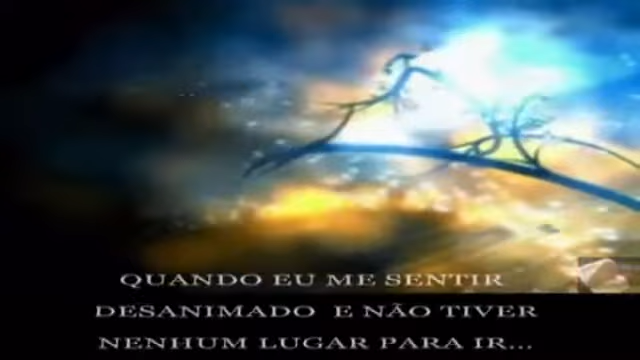 QUANDO EU ME SENTIR
DESANIMADO E NÃO TIVER
NENHUM LUGAR PARA IR...